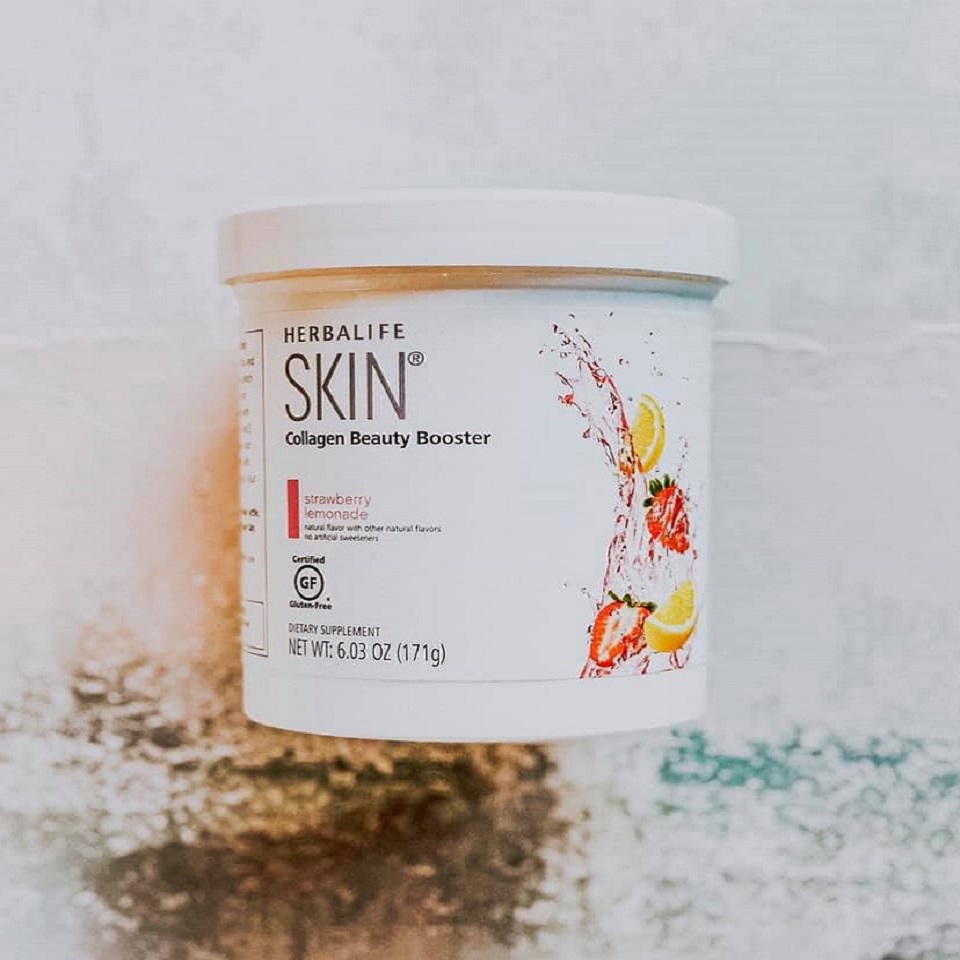 HERBALIFE
SKIN®
Collagen Beauty Booster
strawberry
lemonade
natural flavor with other natural flavors
no artificial sweeteners
Certified
GF
Gluten-Free
DIETARY SUPPLEMENT
NET WT: 6.03 OZ (171g)